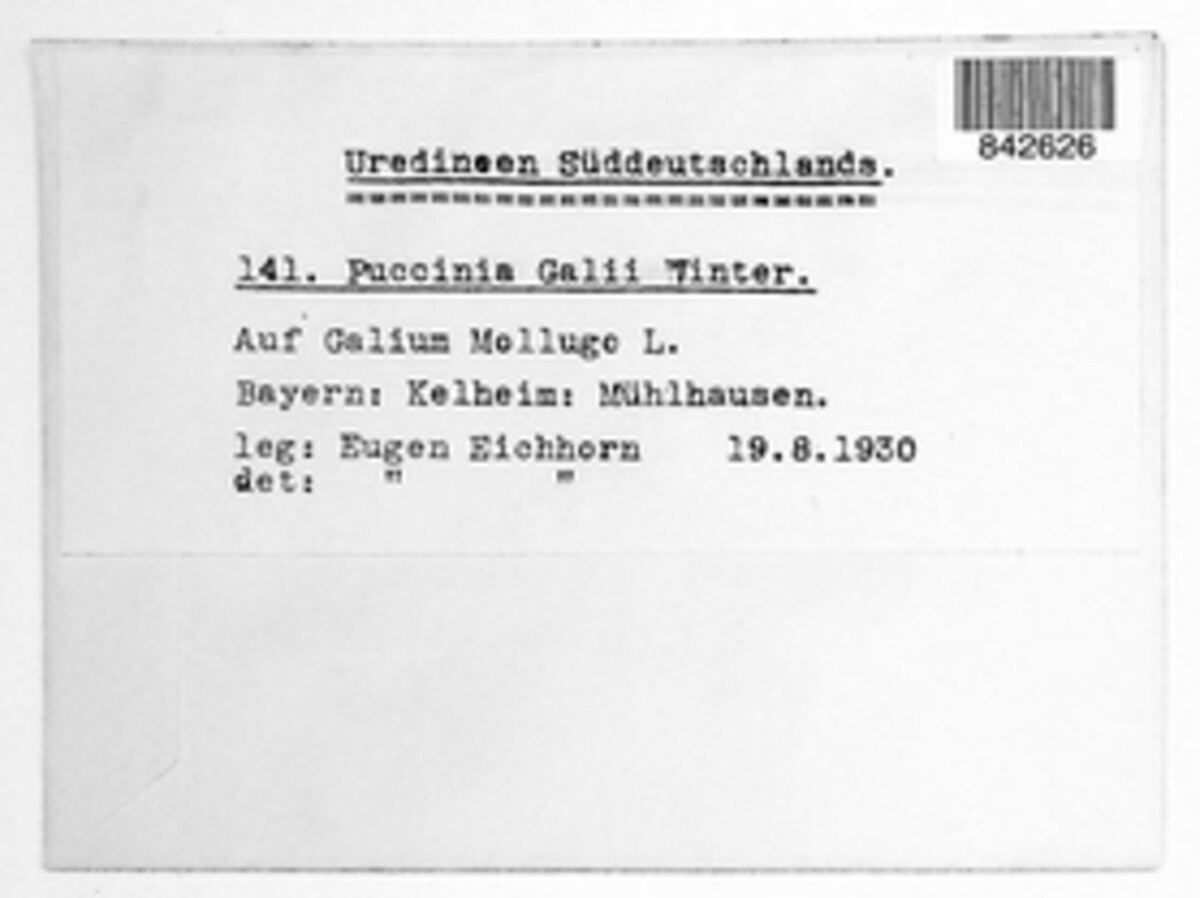 842626
Uredineen Süddeutschlands.
141. Puccinia Galii Winter.
Auf Galium Mollugo L.
Bayern: Kelheim: Mühlhausen.
leg: Eugen Eichhorn 19.8.1930
det: " "